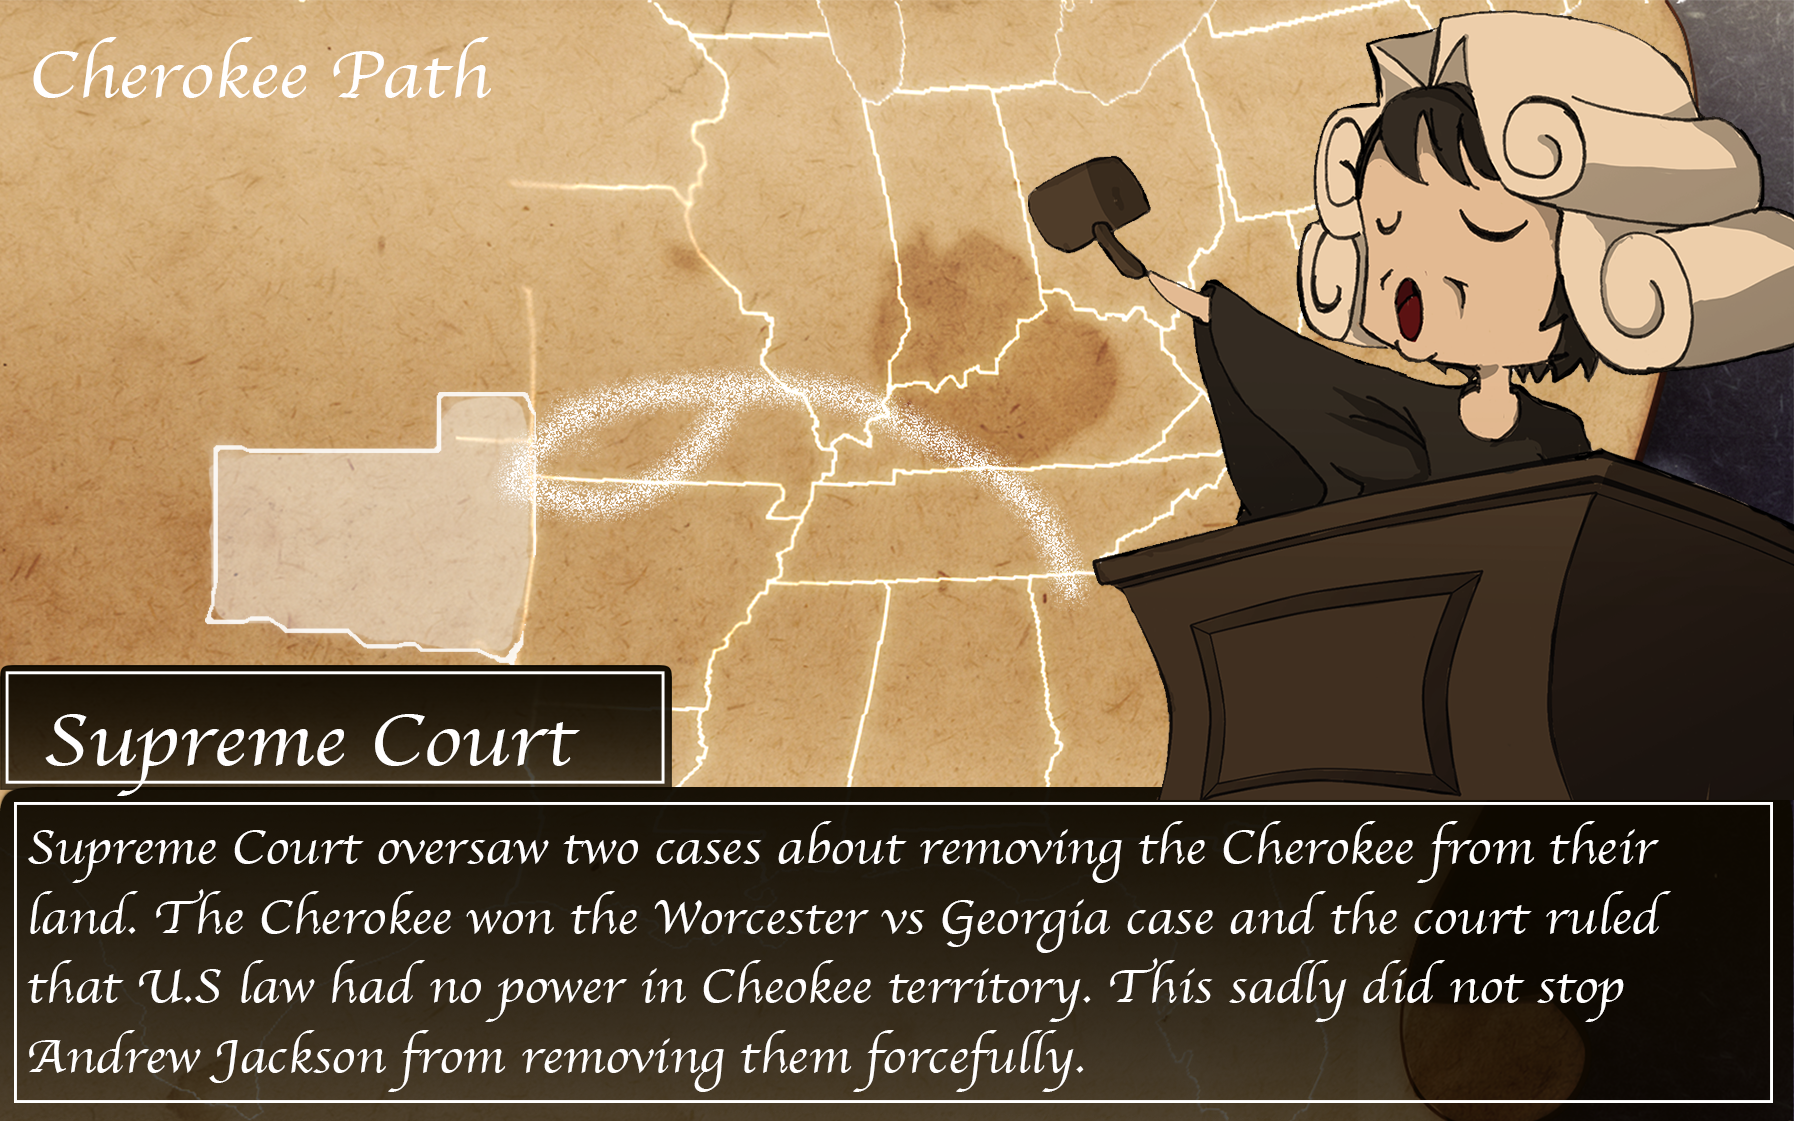 Cherokee Path
Supreme Court
Supreme Court oversaw two cases about removing the Cherokee from their
land. The Cherokee won the Worcester vs Georgia case and the court ruled
that U.S law had no power in Cheokee territory. This sadly did not stop
Andrew Jackson from removing them forcefully.